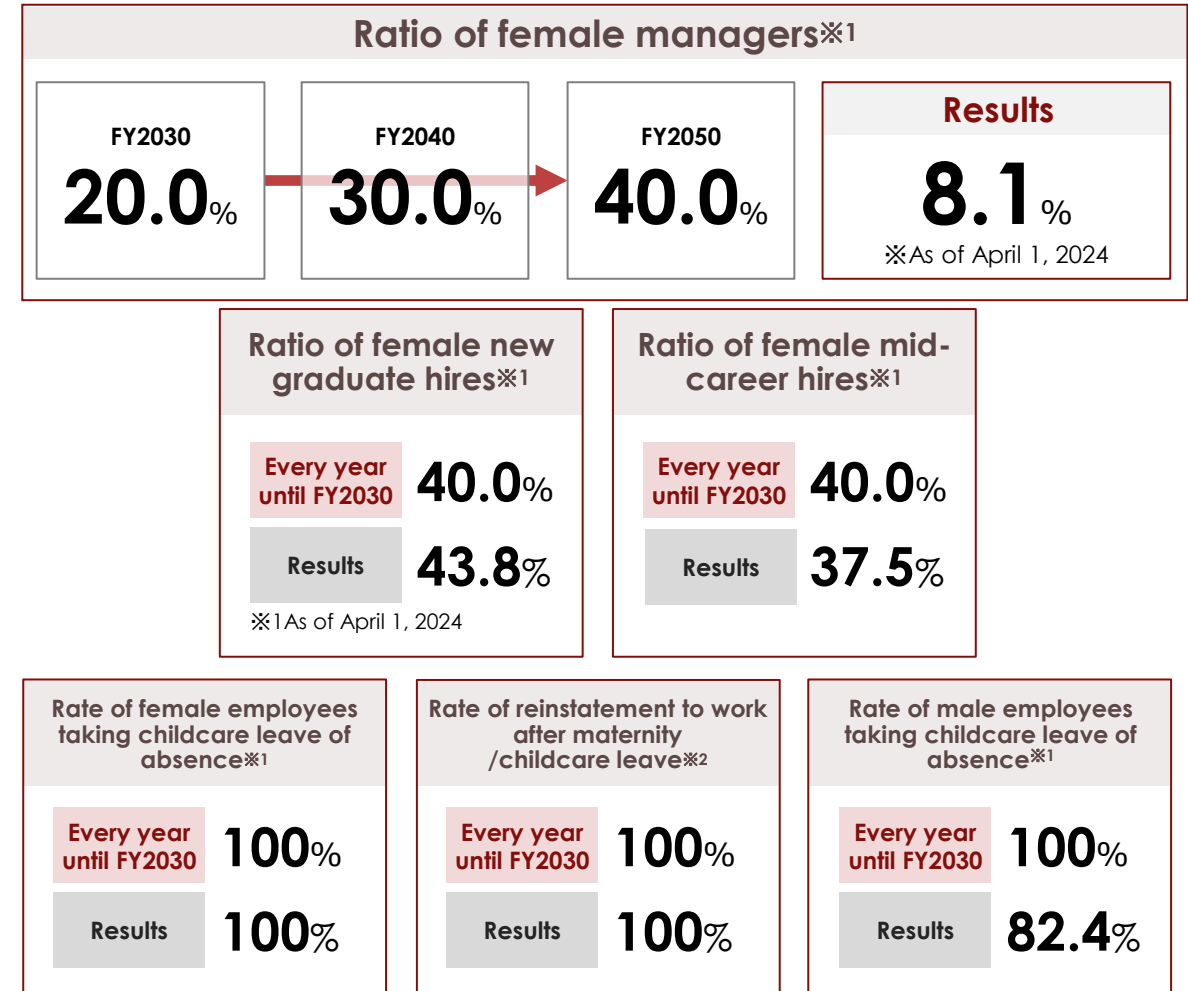 Ratio of female managers※1
FY2030
20.0%
FY2040
30.0%
FY2050
40.0%
Results
8.1%
※As of April 1, 2024
Ratio of female new
graduate hires※1
Every year
until FY2030
40.0%
Results
43.8%
※1As of April 1, 2024
Ratio of female mid-
career hires※1
Every year
until FY2030
40.0%
Results
37.5%
Rate of female employees
taking childcare leave of
absence※1
Every year
until FY2030
100%
Results
100%
Rate of reinstatement to work
after maternity
/childcare leave※2
Every year
until FY2030
100%
Results
100%
Rate of male employees
taking childcare leave of
absence※1
Every year
until FY2030
100%
Results
82.4%